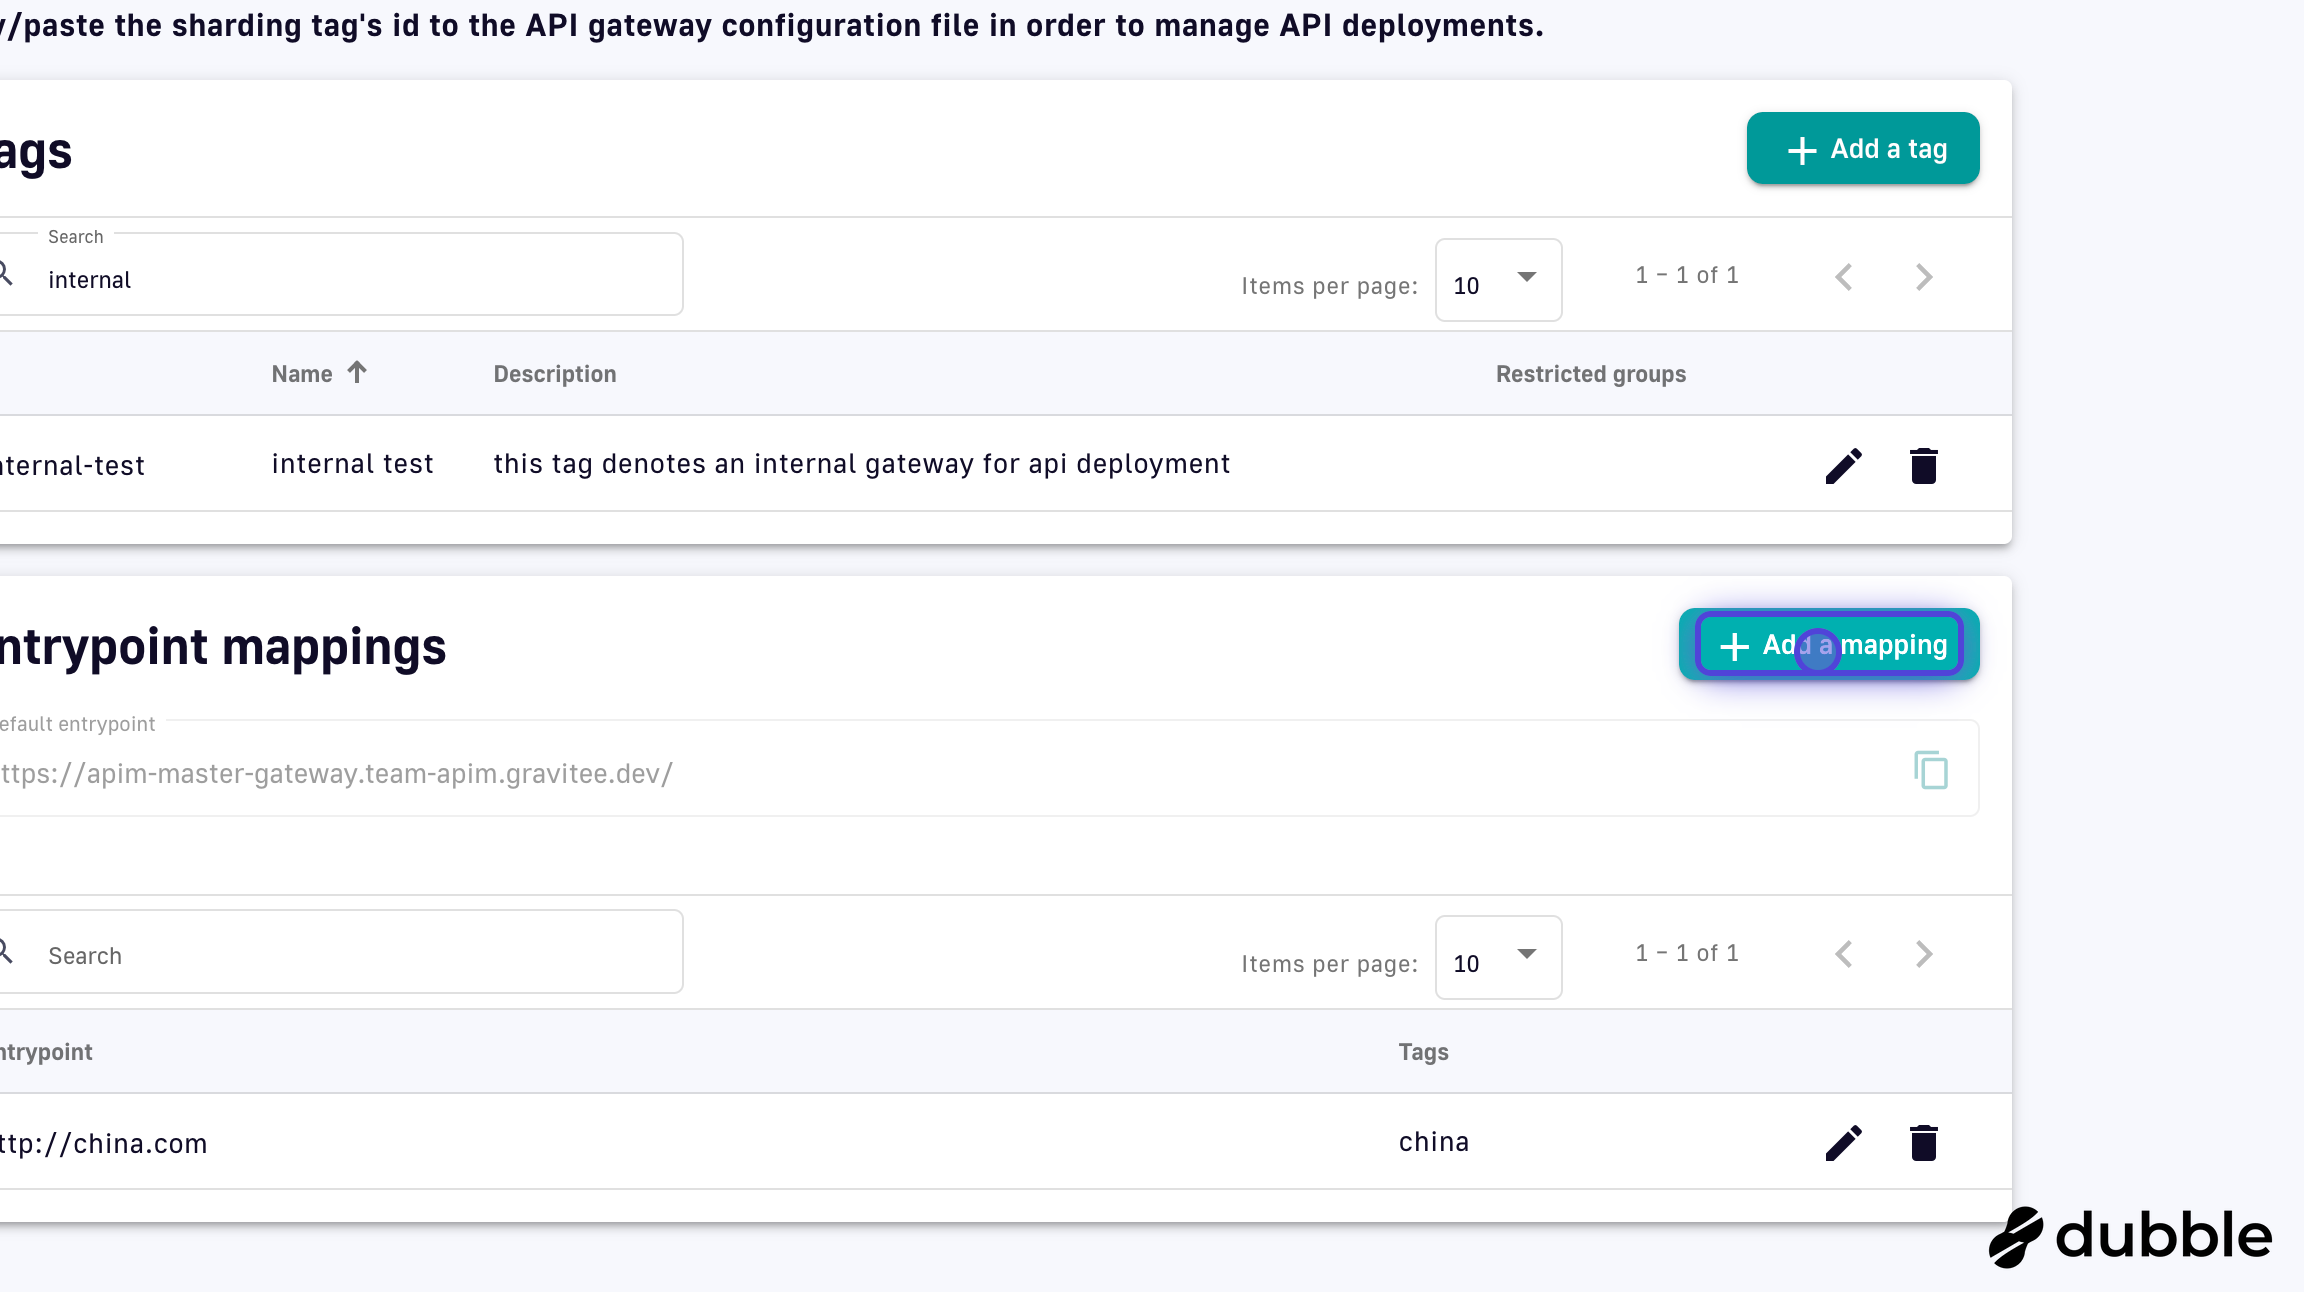 /paste the sharding tag's id to the API gateway configuration file in order to manage API deployments.
ags
Add a tag
Search
internal
Items per page:
10
1 – 1 of 1
Name
Description
Restricted groups
nternal-test
internal test
this tag denotes an internal gateway for api deployment
ntrypoint mappings
Add a mapping
efault entrypoint
ttps://apim-master-gateway.team-apim.gravitee.dev/
Search
Items per page:
10
1 – 1 of 1
ntrypoint
Tags
ttp://china.com
china
dubble